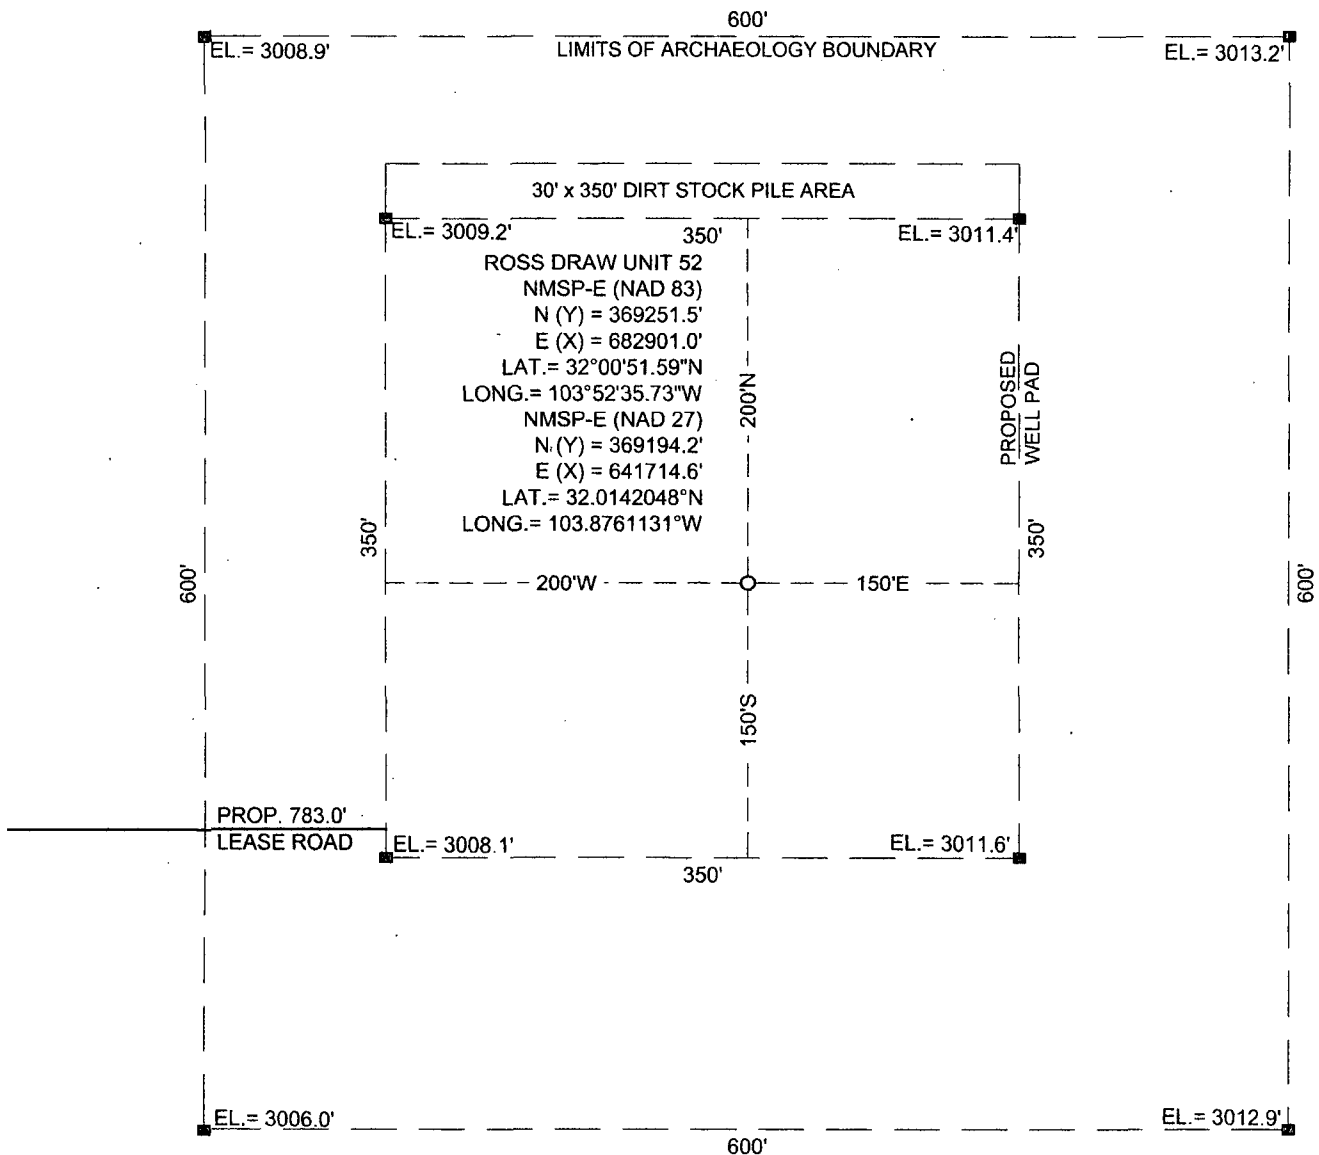 600'
LIMITS OF ARCHAEOLOGY BOUNDARY
EL.= 3008.9'
EL.= 3013.2'
30' x 350' DIRT STOCK PILE AREA
EL.= 3009.2'
350'
EL.= 3011.4'
ROSS DRAW UNIT 52
NMSP-E (NAD 83)
N (Y) = 369251.5'
E (X) = 682901.0'
LAT.= 32°00'51.59"N
LONG.= 103°52'35.73"W
NMSP-E (NAD 27)
N (Y) = 369194.2'
E (X) = 641714.6'
LAT.= 32.0142048°N
LONG.= 103.8761131°W
200'N
PROPOSED
WELL PAD
350'
350'
600'
200'W
150'E
600'
150'S
PROP. 783.0'
LEASE ROAD
EL.= 3008.1'
EL.= 3011.6'
350'
EL.= 3006.0'
EL.= 3012.9'
600'